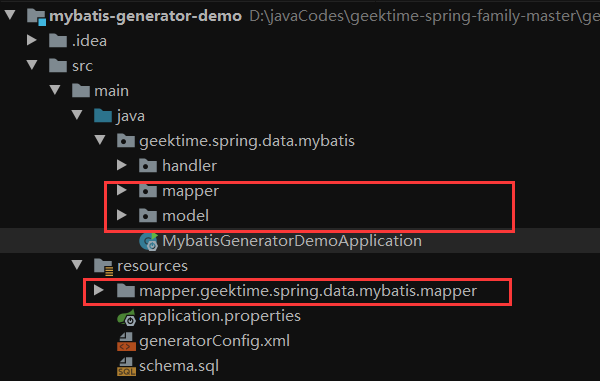 mybatis-generator-demo D:\javaCodes\geektime-spring-family-master\ge
.idea
src
main
java
geektime.spring.data.mybatis
handler
mapper
model
MybatisGeneratorDemoApplication
resources
mapper.geektime.spring.data.mybatis.mapper
application.properties
generatorConfig.xml
schema.sql